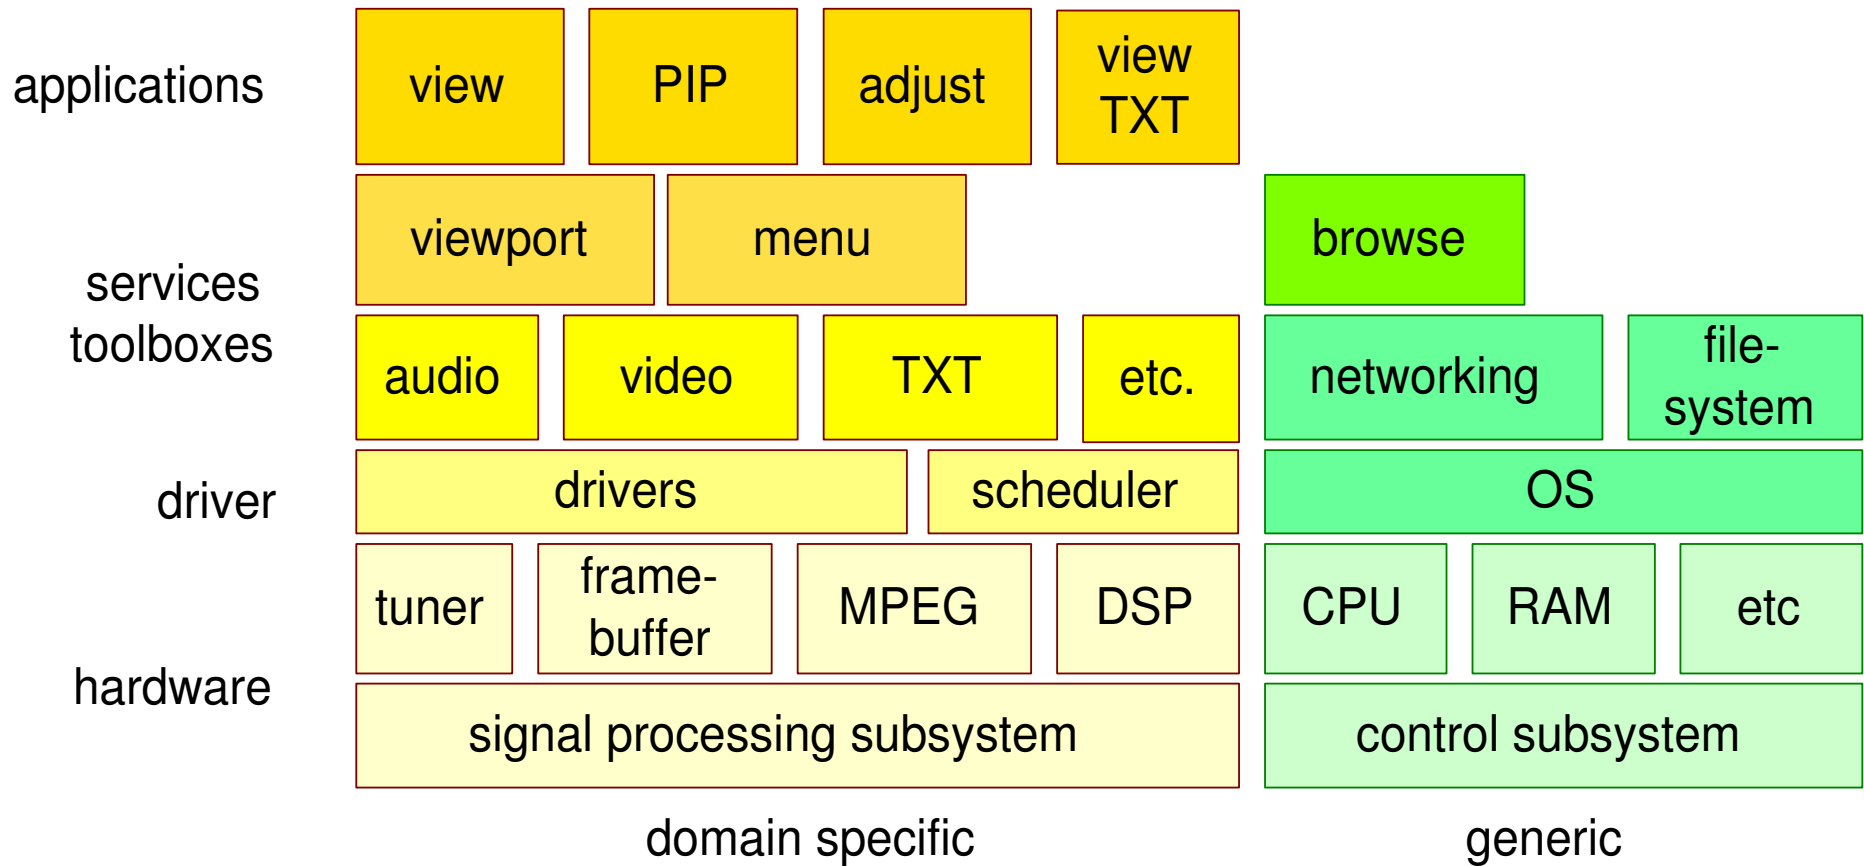 applications
view
PIP
adjust
view
TXT
services
toolboxes
viewport
menu
browse
audio
video
TXT
etc.
networking
file-
system
driver
drivers
scheduler
OS
hardware
tuner
frame-
buffer
MPEG
DSP
CPU
RAM
etc
signal processing subsystem
control subsystem
domain specific
generic